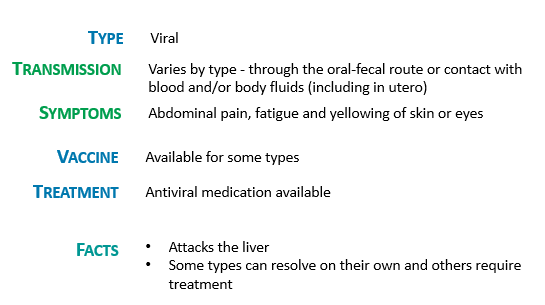 TYPE Viral
TRANSMISSION Varies by type - through the oral-fecal route or contact with
blood and/or body fluids (including in utero)
SYMPTOMS Abdominal pain, fatigue and yellowing of skin or eyes
VACCINE Available for some types
TREATMENT Antiviral medication available
FACTS • Attacks the liver
• Some types can resolve on their own and others require
treatment